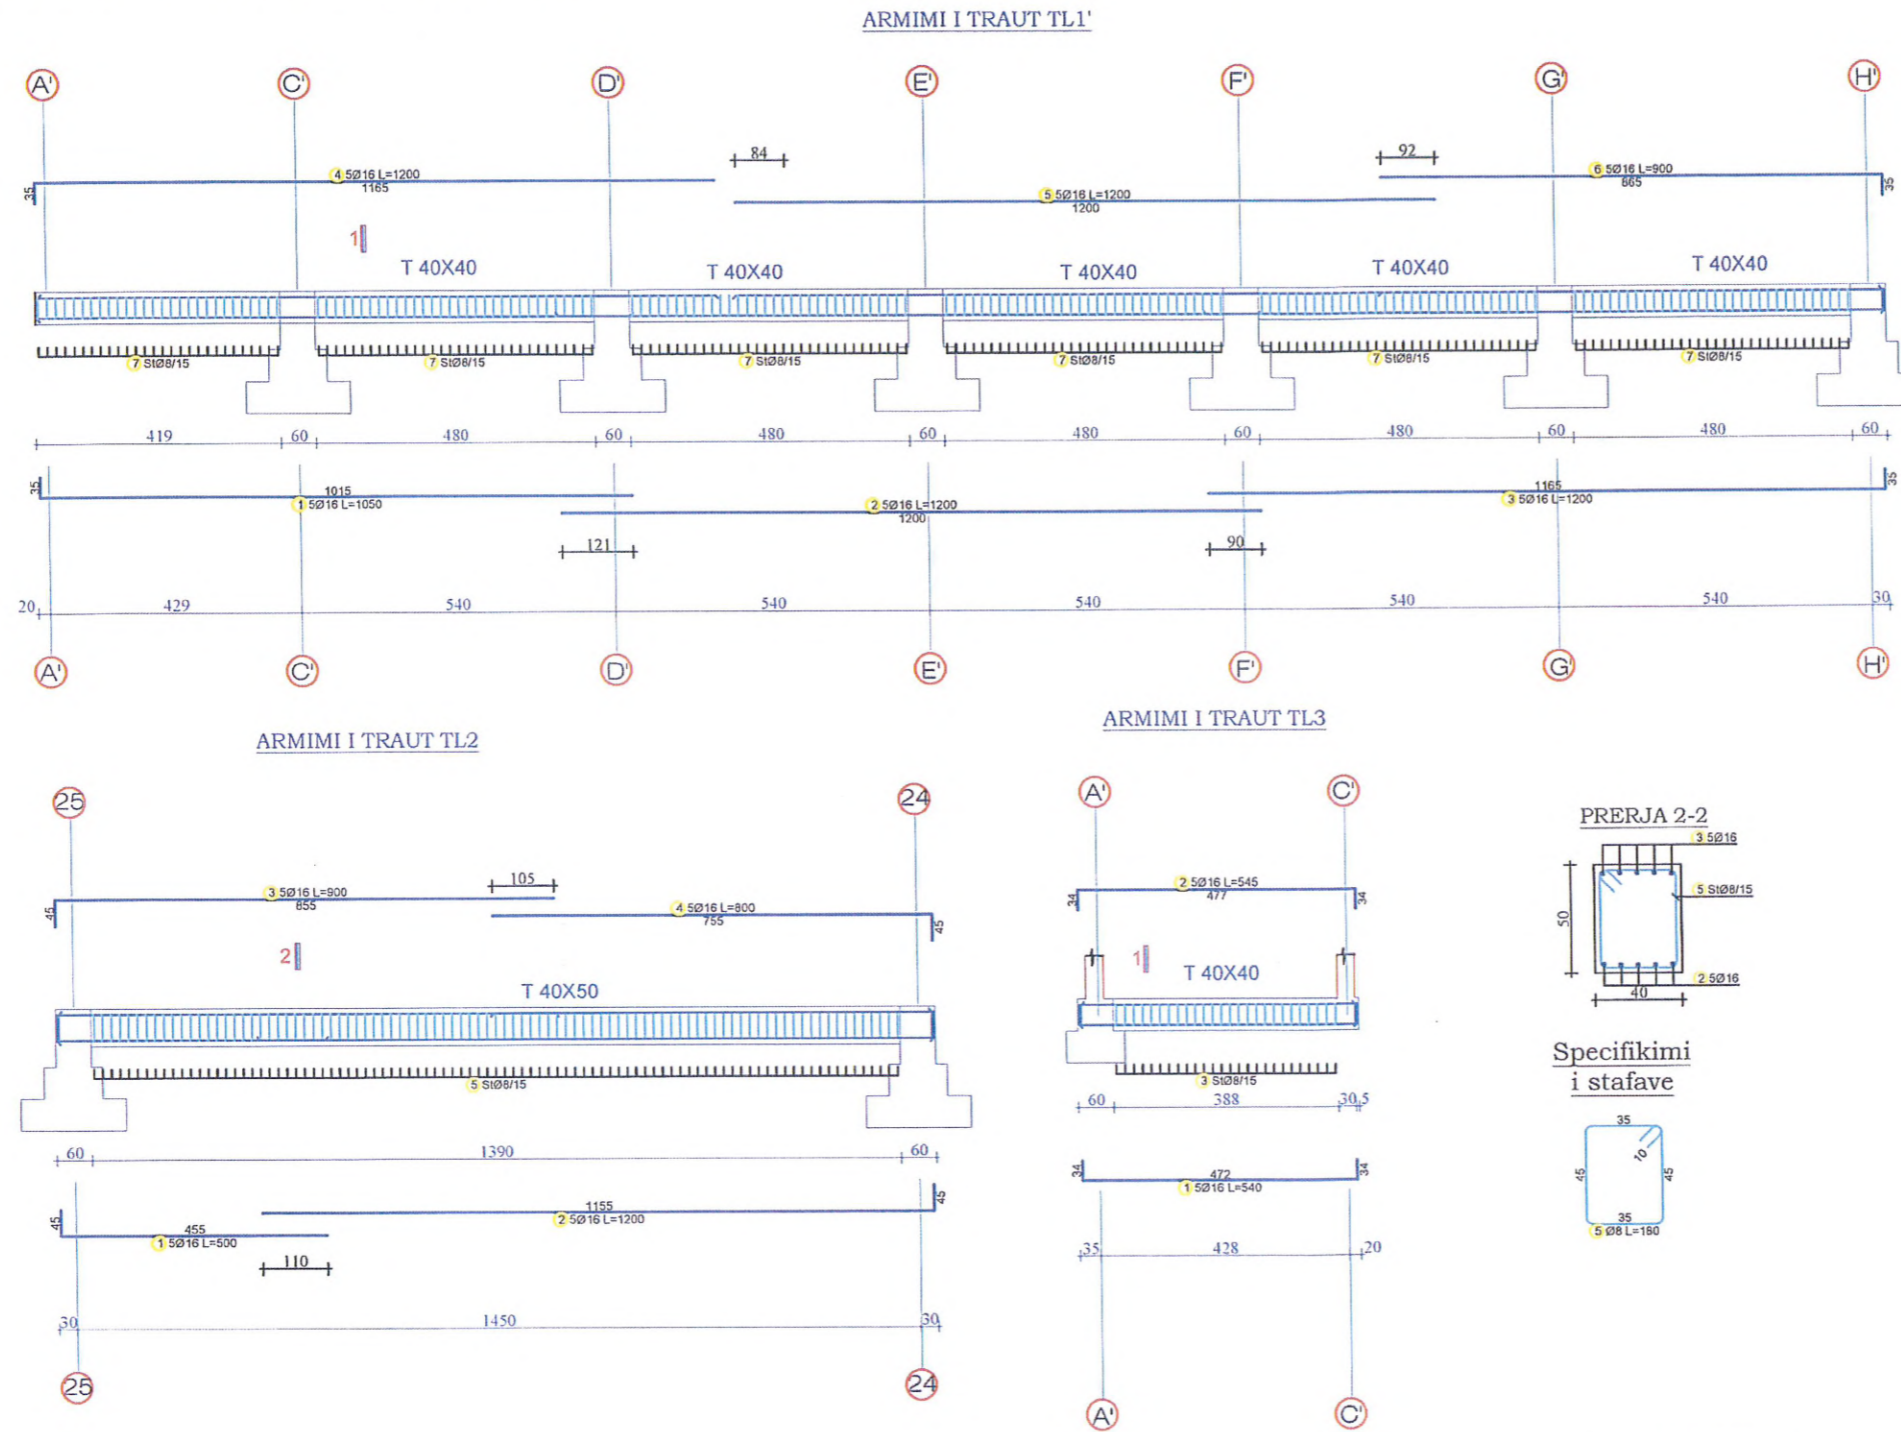 ARMIMI I TRAUT TL1'
A' C' D' E' F' G' H'
4 5Ø16 L=1200
1165
35
84
5 5Ø16 L=1200
1200
92
6 5Ø16 L=900
865
35
1
T 40X40 T 40X40 T 40X40 T 40X40 T 40X40
7 StØ8/15 7 StØ8/15 7 StØ8/15 7 StØ8/15 7 StØ8/15 7 StØ8/15
419 60 480 60 480 60 480 60 480 60 480 60
35
1015
1 5Ø16 L=1050
2 5Ø16 L=1200
1200
1165
3 5Ø16 L=1200
35
121
90
20 429 540 540 540 540 540 30
A' C' D' E' F' G' H'
ARMIMI I TRAUT TL2
25 24
3 5Ø16 L=900
855
45
105
4 5Ø16 L=800
755
45
2
T 40X50
5 StØ8/15
60 1390 60
45
455
1 5Ø16 L=500
1155
2 5Ø16 L=1200
45
110
30 1450 30
25 24
ARMIMI I TRAUT TL3
A' C'
2 5Ø16 L=545
477
34 34
1
T 40X40
3 StØ8/15
60 388 30,5
34 34
472
1 5Ø16 L=540
35 428 20
A' C'
PRERJA 2-2
3 5Ø16
5 StØ8/15
50
2 5Ø16
40
Specifikimi
i stafave
35
10
45 45
35
5 Ø8 L=180